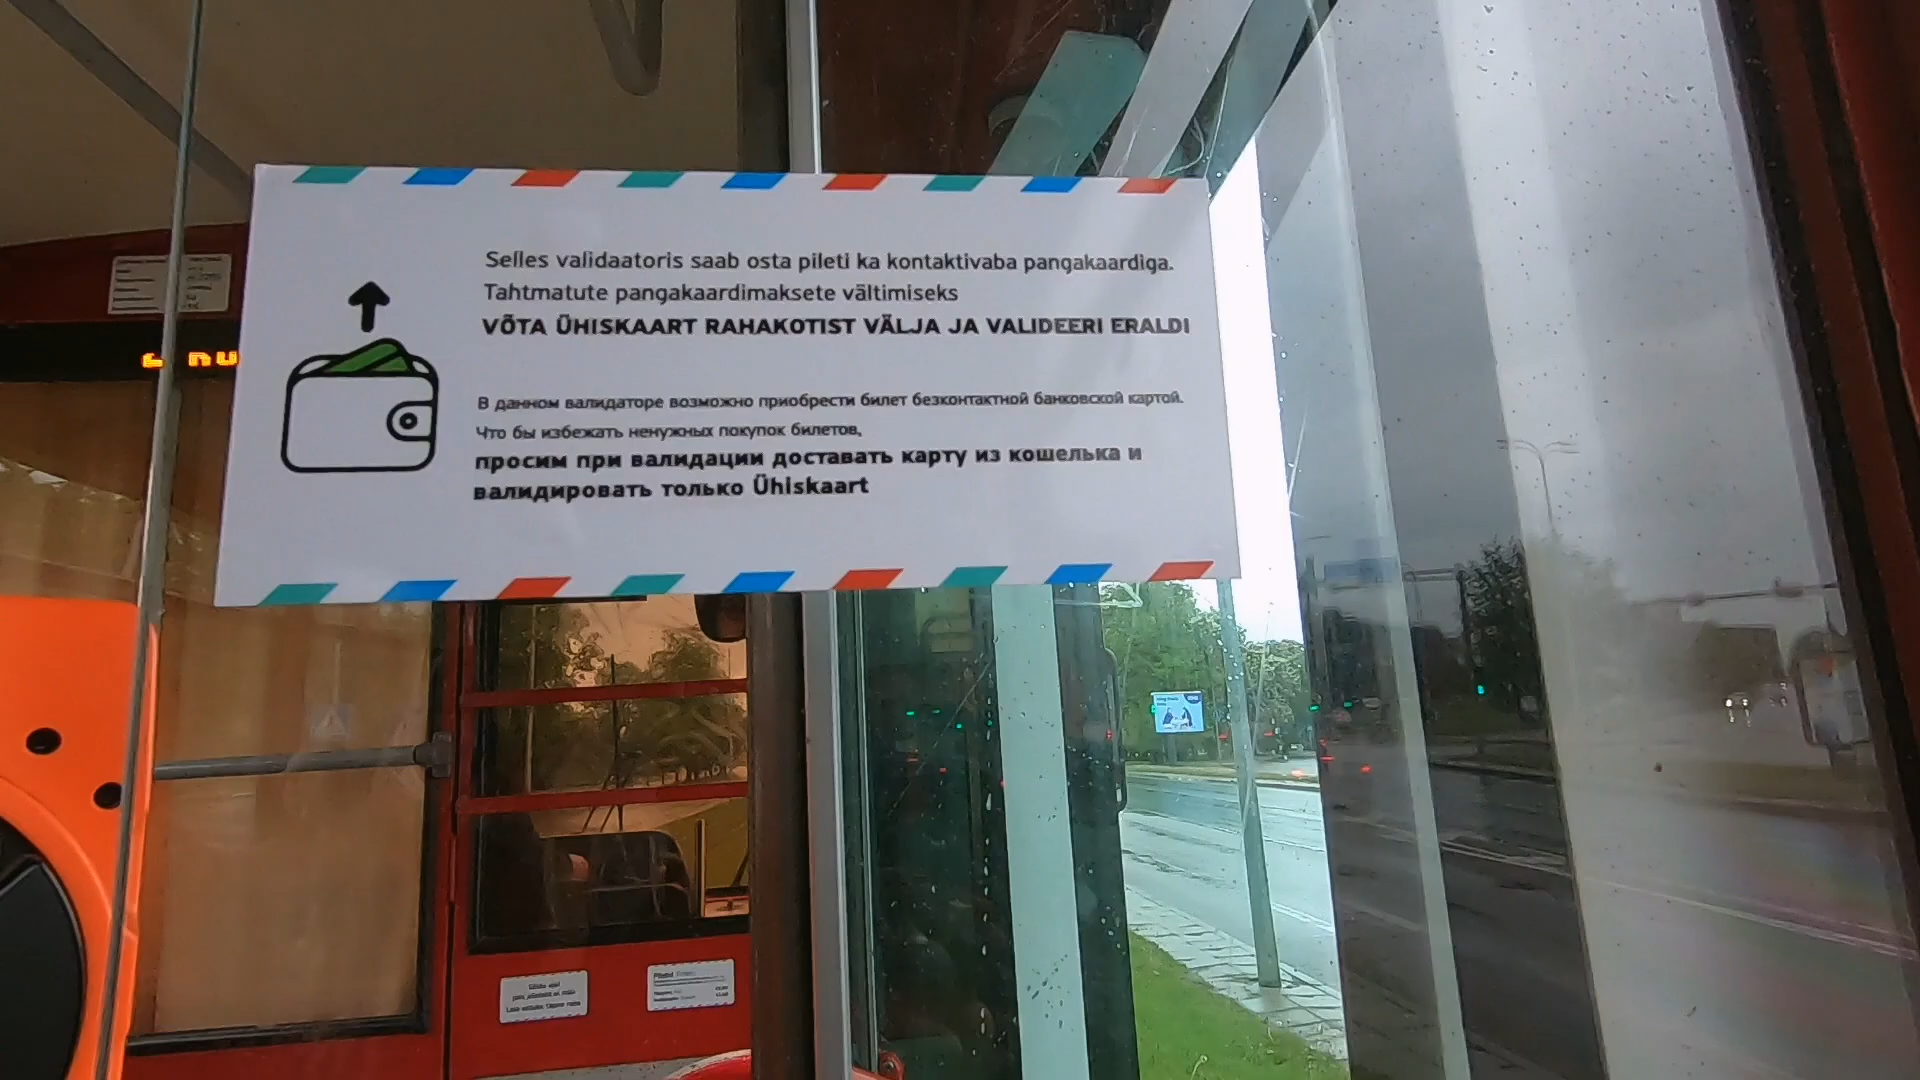 Selles validaatoris saab osta pileti ka kontaktivaba pangakaardiga.
Tahtmatute pangakaardimaksete vältimiseks
VÕTA ÜHISKAART RAHAKOTIST VÄLJA JA VALIDEERI ERALDI
В данном валидаторе возможно приобрести билет безконтактной банковской картой.
Что бы избежать ненужных покупок билетов,
просим при валидации доставать карту из кошелька и
валидировать только Ühiskaart
Piletid